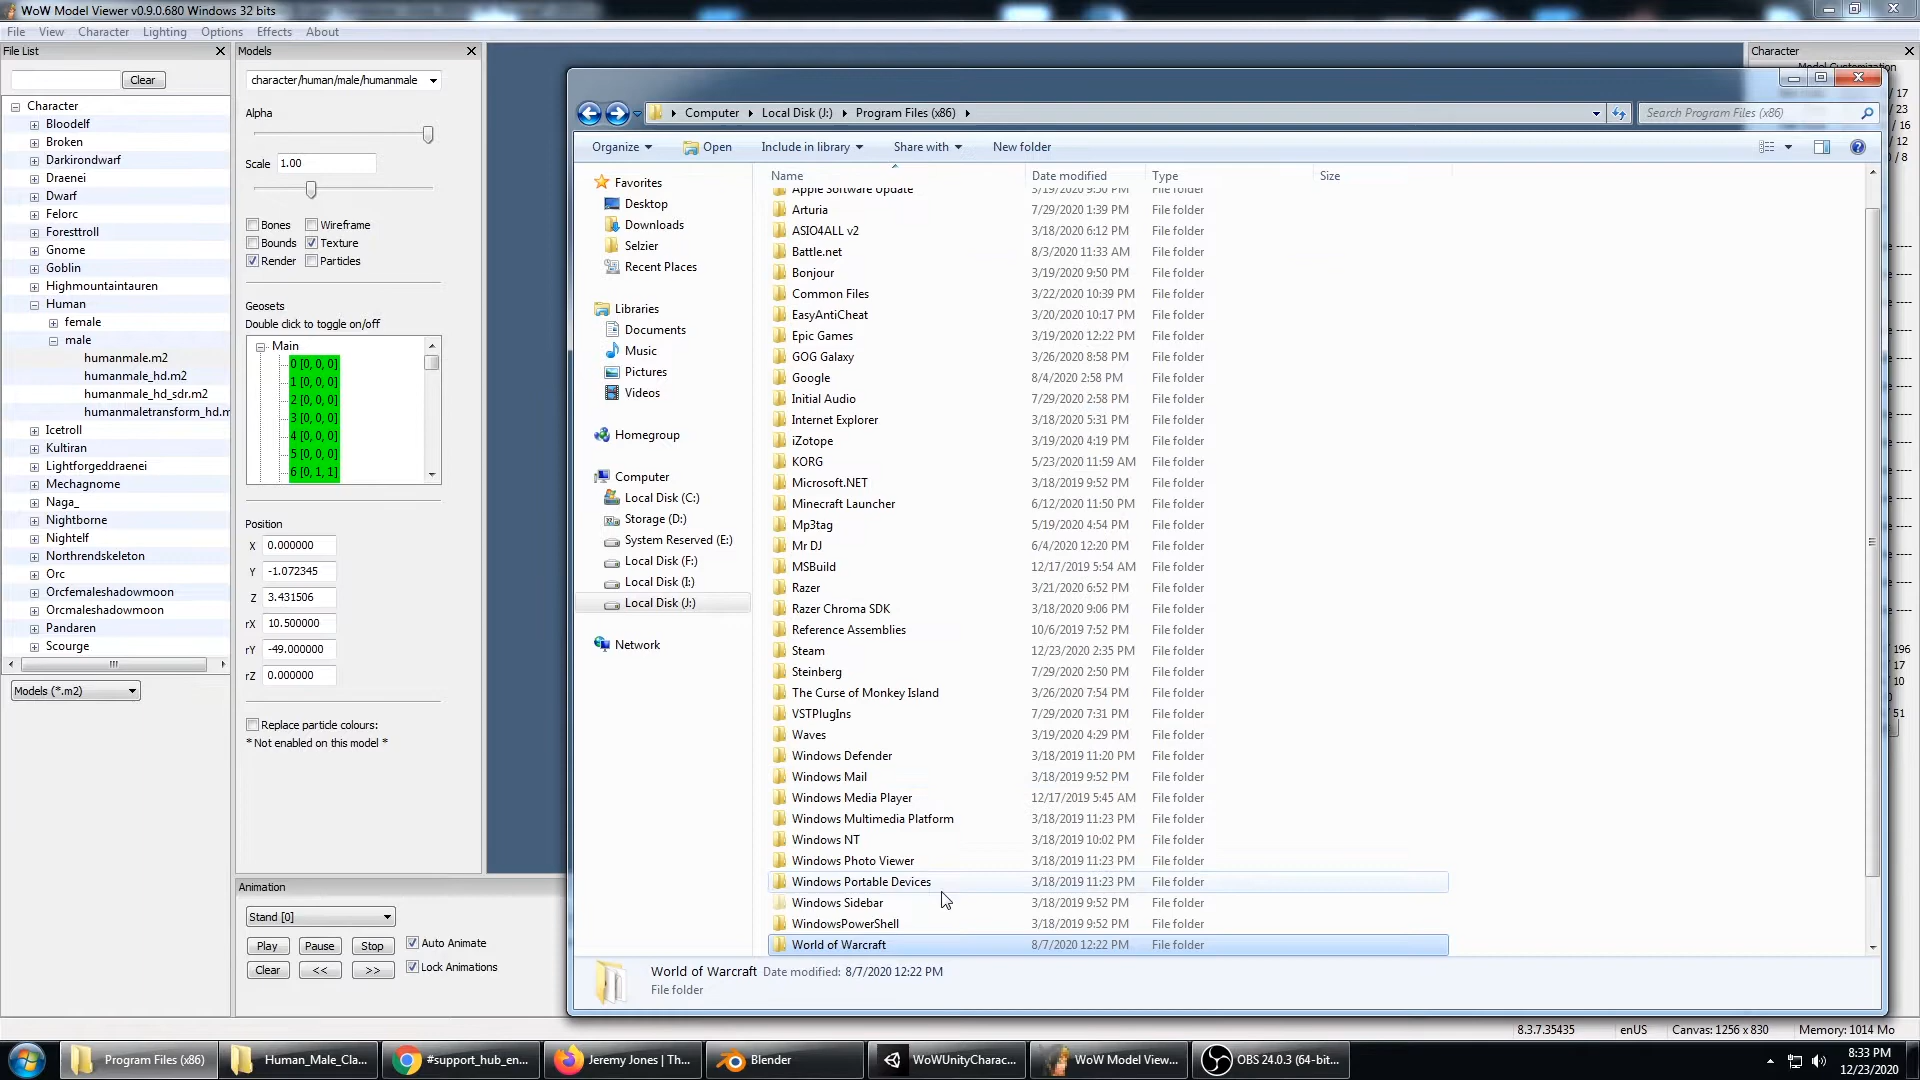 WoW Model Viewer v0.9.0.680 Windows 32 bits
File View Character Lighting Options Effects About
File List
Clear
Character
Bloodelf
Broken
Darkirondwarf
Draenei
Dwarf
Felorc
Foresttroll
Gnome
Goblin
Highmountaintauren
Human
female
male
humanmale.m2
humanmale_hd.m2
humanmale_hd_sdr.m2
humanmaletransform_hd.m
Icetroll
Kultiran
Lightforgeddraenei
Mechagnome
Naga_
Nightborne
Nightelf
Northrendskeleton
Orc
Orcfemaleshadowmoon
Orcmaleshadowmoon
Pandaren
Scourge
Models (*.m2)
Models
character/human/male/humanmale
Alpha
Scale 1.00
Bones Wireframe
Bounds Texture
Render Particles
Geosets
Double click to toggle on/off
Main
0 [0, 0, 0]
1 [0, 0, 0]
2 [0, 0, 0]
3 [0, 0, 0]
4 [0, 0, 0]
5 [0, 0, 0]
6 [0, 1, 1]
Position
X 0.000000
Y -1.072345
Z 3.431506
rX 10.500000
rY -49.000000
rZ 0.000000
Replace particle colours:
* Not enabled on this model *
Animation
Stand [0]
Play Pause Stop Auto Animate
Clear << >> Lock Animations
Computer Local Disk (J:) Program Files (x86)
Search Program Files (x86)
Organize Open Include in library Share with New folder
Favorites
Desktop
Downloads
Selzier
Recent Places
Libraries
Documents
Music
Pictures
Videos
Homegroup
Computer
Local Disk (C:)
Storage (D:)
System Reserved (E:)
Local Disk (F:)
Local Disk (I:)
Local Disk (J:)
Network
Name Date modified Type Size
Apple Software Update 3/19/2020 9:50 PM File folder
Arturia 7/29/2020 1:39 PM File folder
ASIO4ALL v2 3/18/2020 6:12 PM File folder
Battle.net 8/3/2020 11:33 AM File folder
Bonjour 3/19/2020 9:50 PM File folder
Common Files 3/22/2020 10:39 PM File folder
EasyAntiCheat 3/20/2020 10:17 PM File folder
Epic Games 3/19/2020 12:22 PM File folder
GOG Galaxy 3/26/2020 8:58 PM File folder
Google 8/4/2020 2:58 PM File folder
Initial Audio 7/29/2020 2:58 PM File folder
Internet Explorer 3/18/2020 5:31 PM File folder
iZotope 3/19/2020 4:19 PM File folder
KORG 5/23/2020 11:59 AM File folder
Microsoft.NET 3/18/2019 9:52 PM File folder
Minecraft Launcher 6/12/2020 11:50 PM File folder
Mp3tag 5/19/2020 4:54 PM File folder
Mr DJ 6/4/2020 12:20 PM File folder
MSBuild 12/17/2019 5:54 AM File folder
Razer 3/21/2020 6:52 PM File folder
Razer Chroma SDK 3/18/2020 9:06 PM File folder
Reference Assemblies 10/6/2019 7:52 PM File folder
Steam 12/23/2020 2:35 PM File folder
Steinberg 7/29/2020 2:50 PM File folder
The Curse of Monkey Island 3/26/2020 7:54 PM File folder
VSTPlugIns 7/29/2020 7:31 PM File folder
Waves 3/19/2020 4:29 PM File folder
Windows Defender 3/18/2019 11:20 PM File folder
Windows Mail 3/18/2019 9:52 PM File folder
Windows Media Player 12/17/2019 5:45 AM File folder
Windows Multimedia Platform 3/18/2019 11:23 PM File folder
Windows NT 3/18/2019 10:02 PM File folder
Windows Photo Viewer 3/18/2019 11:23 PM File folder
Windows Portable Devices 3/18/2019 11:23 PM File folder
Windows Sidebar 3/18/2019 9:52 PM File folder
WindowsPowerShell 3/18/2019 9:52 PM File folder
World of Warcraft 8/7/2020 12:22 PM File folder
World of Warcraft Date modified: 8/7/2020 12:22 PM
File folder
Character
/ 17
/ 23
/ 16
/ 12
/ 8
196
/ 17
/ 10
51
8.3.7.35435 enUS Canvas: 1256 x 830 Memory: 1014 Mo
Program Files (x86)
Human_Male_Cla...
#support_hub_en...
Jeremy Jones | Th...
Blender
WoWUnityCharac...
WoW Model View...
OBS 24.0.3 (64-bit...
8:33 PM
12/23/2020